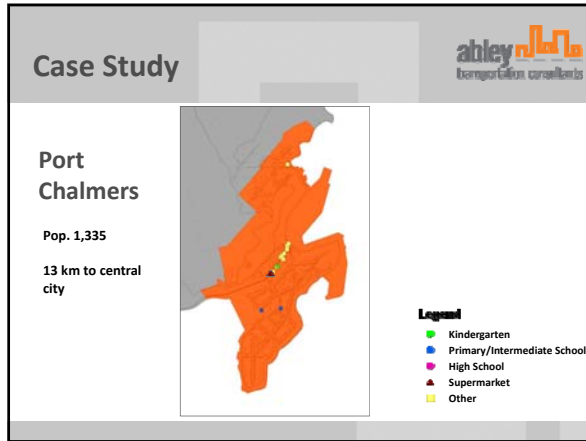 Case Study
abley
transportation consultants
Port
Chalmers
Pop. 1,335
13 km to central
city
Legend
Kindergarten
Primary/Intermediate School
High School
Supermarket
Other